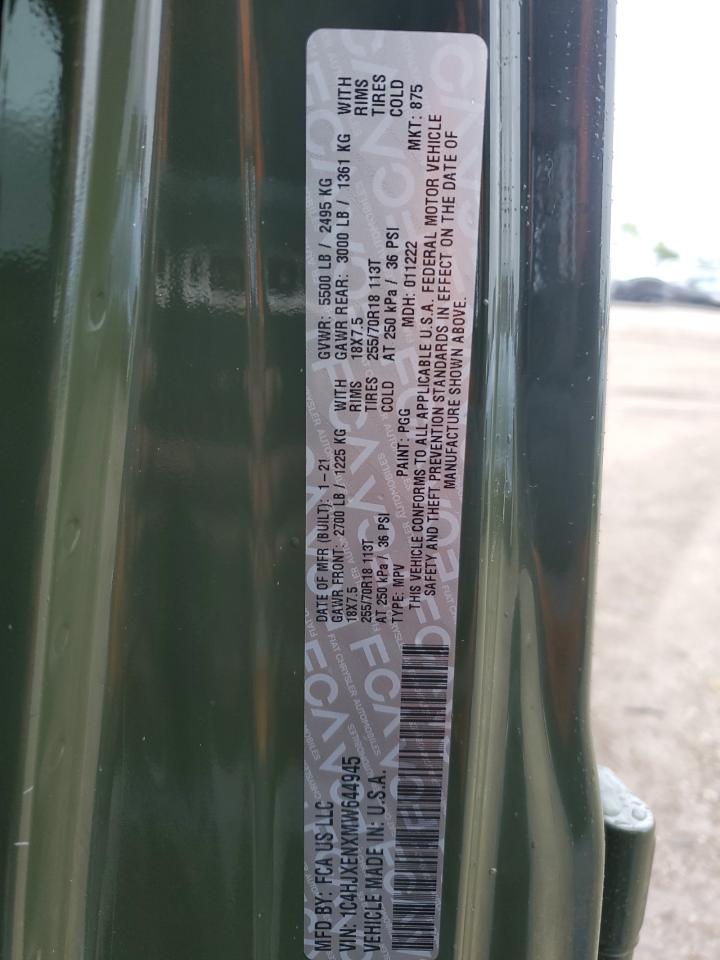 MFD BY: FCA US LLC DATE OF MFR (BUILT): 1-21 GVWR: 5500 LB / 2495 KG
GAWR FRONT: 2700 LB / 1225 KG WITH GAWR REAR: 3000 LB / 1361 KG WITH
VIN: 1C4HJXENXMW644945 18X7.5 RIMS 18X7.5 RIMS
255/70R18 113T TIRES 255/70R18 113T TIRES
VEHICLE MADE IN: U.S.A. AT 250 kPa / 36 PSI COLD AT 250 kPa / 36 PSI COLD
TYPE: MPV PAINT: PGG MDH: 011222 MKT: 875
THIS VEHICLE CONFORMS TO ALL APPLICABLE U.S.A. FEDERAL MOTOR VEHICLE
SAFETY AND THEFT PREVENTION STANDARDS IN EFFECT ON THE DATE OF
MANUFACTURE SHOWN ABOVE.